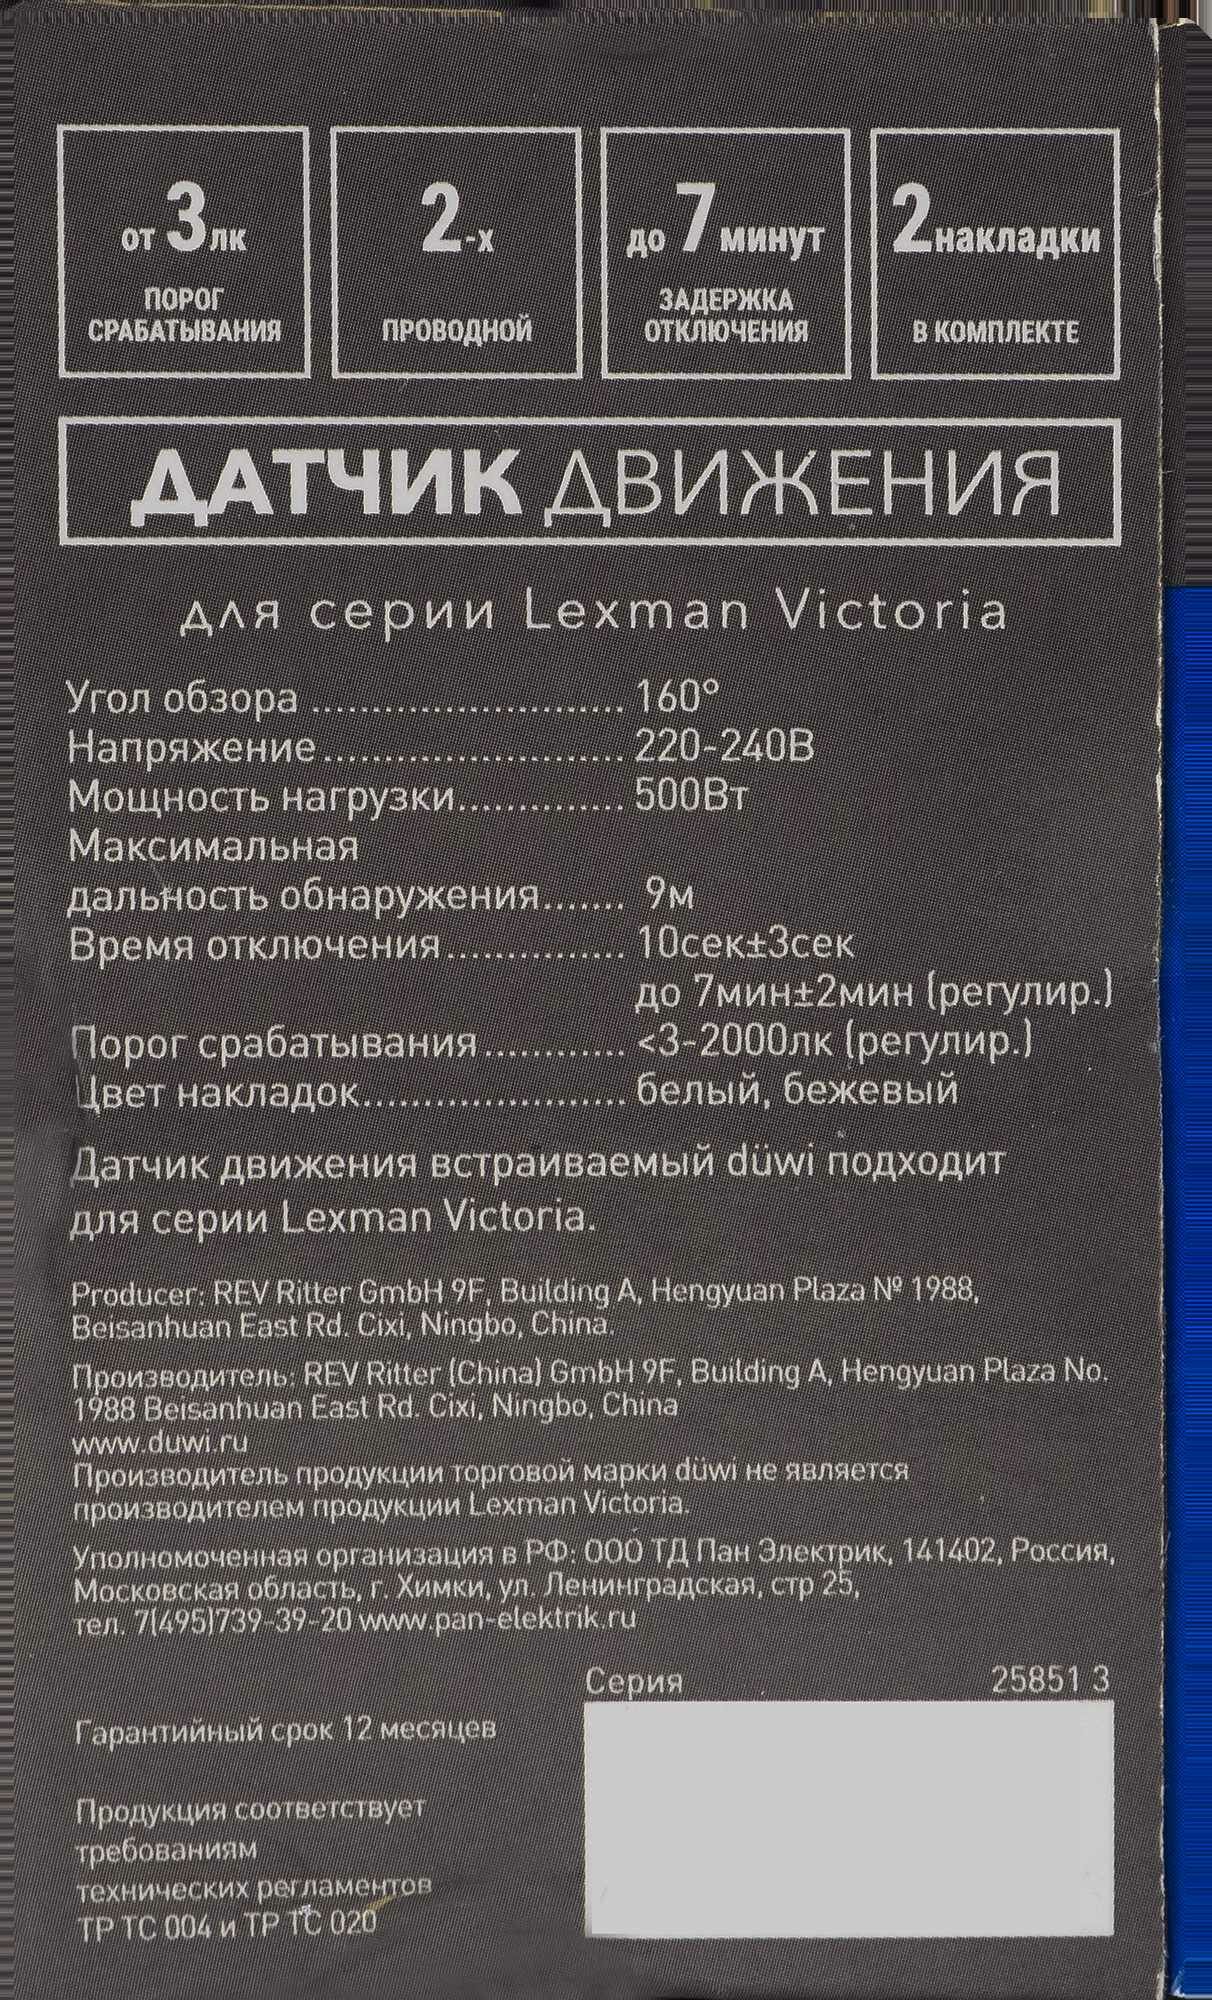 от 3 лк
ПОРОГ
СРАБАТЫВАНИЯ
2-х
ПРОВОДНОЙ
до 7 минут
ЗАДЕРЖКА
ОТКЛЮЧЕНИЯ
2 накладки
В КОМПЛЕКТЕ
ДАТЧИК ДВИЖЕНИЯ
для серии Lexman Victoria
Угол обзора .......................... 160°
Напряжение ......................... 220-240В
Мощность нагрузки.............. 500Вт
Максимальная
дальность обнаружения....... 9м
Время отключения ............... 10сек±3сек
до 7мин±2мин (регулир.)
Порог срабатывания ............ <3-2000лк (регулир.)
Цвет накладок...................... белый, бежевый
Датчик движения встраиваемый düwi подходит
для серии Lexman Victoria.
Producer: REV Ritter GmbH 9F, Building A, Hengyuan Plaza № 1988,
Beisanhuan East Rd. Cixi, Ningbo, China.
Производитель: REV Ritter (China) GmbH 9F, Building A, Hengyuan Plaza No.
1988 Beisanhuan East Rd. Cixi, Ningbo, China
www.duwi.ru
Производитель продукции торговой марки düwi не является
производителем продукции Lexman Victoria.
Уполномоченная организация в РФ: ООО ТД Пан Электрик, 141402, Россия,
Московская область, г. Химки, ул. Ленинградская, стр 25,
тел. 7(495)739-39-20 www.pan-elektrik.ru
Серия 25851 3
Гарантийный срок 12 месяцев
Продукция соответствует
требованиям
технических регламентов
ТР ТС 004 и ТР ТС 020